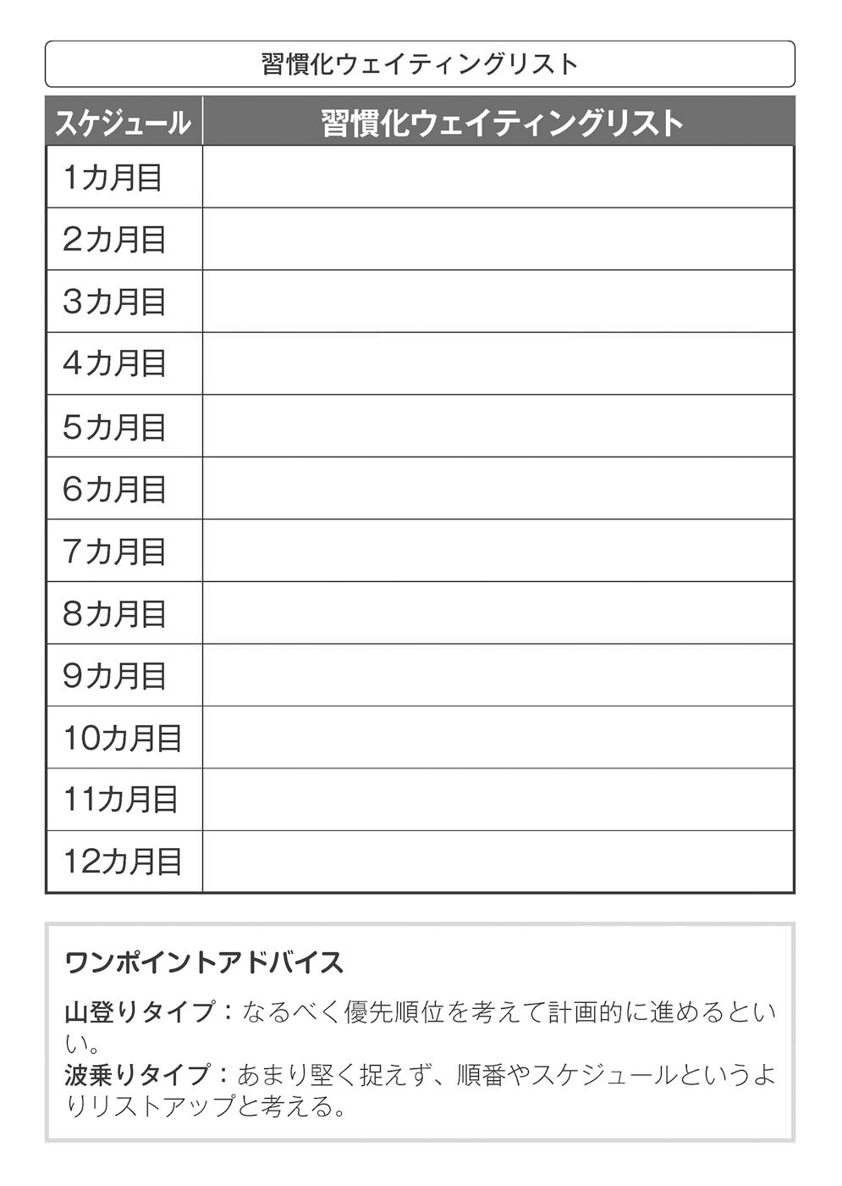 習慣化ウェイティングリスト
スケジュール 習慣化ウェイティングリスト
1カ月目
2カ月目
3カ月目
4カ月目
5カ月目
6カ月目
7カ月目
8カ月目
9カ月目
10カ月目
11カ月目
12カ月目
ワンポイントアドバイス
山登りタイプ：なるべく優先順位を考えて計画的に進めるとい
い。
波乗りタイプ：あまり堅く捉えず、順番やスケジュールというよ
りリストアップと考える。